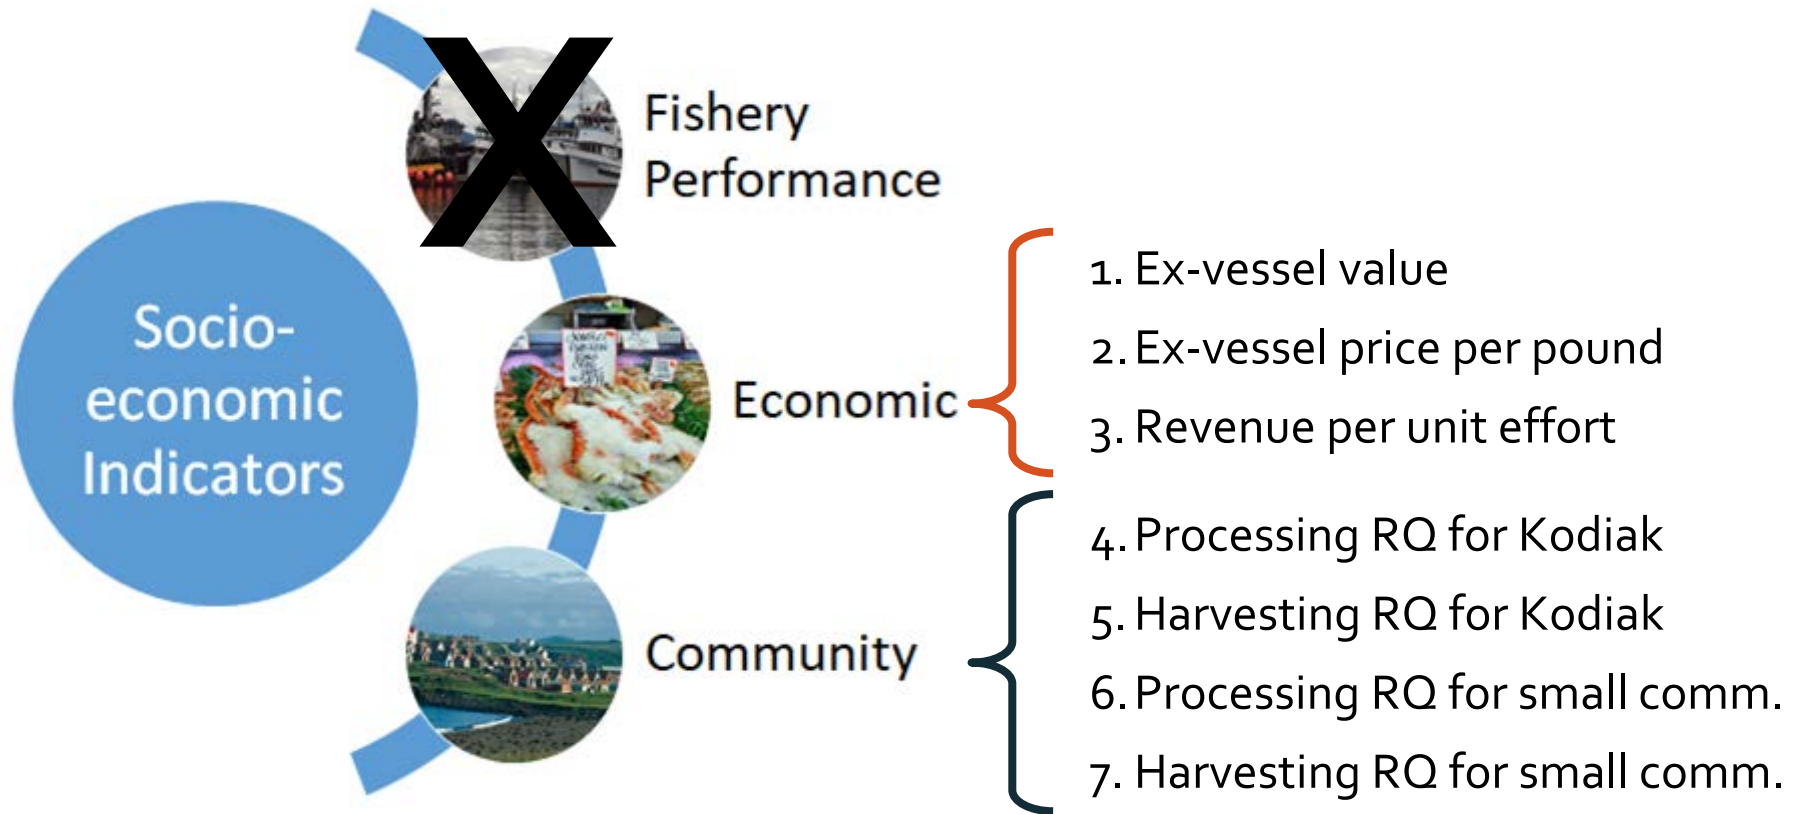 X
Fishery
Performance
Socio-
economic
Indicators
Economic
1. Ex-vessel value
2. Ex-vessel price per pound
3. Revenue per unit effort
Community
4. Processing RQ for Kodiak
5. Harvesting RQ for Kodiak
6. Processing RQ for small comm.
7. Harvesting RQ for small comm.